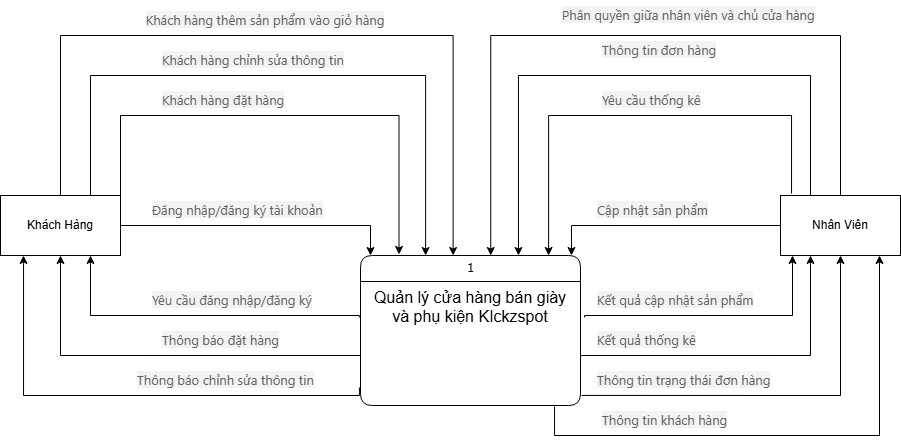 Khách hàng thêm sản phẩm vào giỏ hàng
Phân quyền giữa nhân viên và chủ cửa hàng
Khách hàng chỉnh sửa thông tin
Thông tin đơn hàng
Khách hàng đặt hàng
Yêu cầu thống kê
Đăng nhập/đăng ký tài khoản
Cập nhật sản phẩm
Khách Hàng
Nhân Viên
1
Quản lý cửa hàng bán giày
và phụ kiện KIckzspot
Yêu cầu đăng nhập/đăng ký
Kết quả cập nhật sản phẩm
Thông báo đặt hàng
Kết quả thống kê
Thông báo chỉnh sửa thông tin
Thông tin trạng thái đơn hàng
Thông tin khách hàng